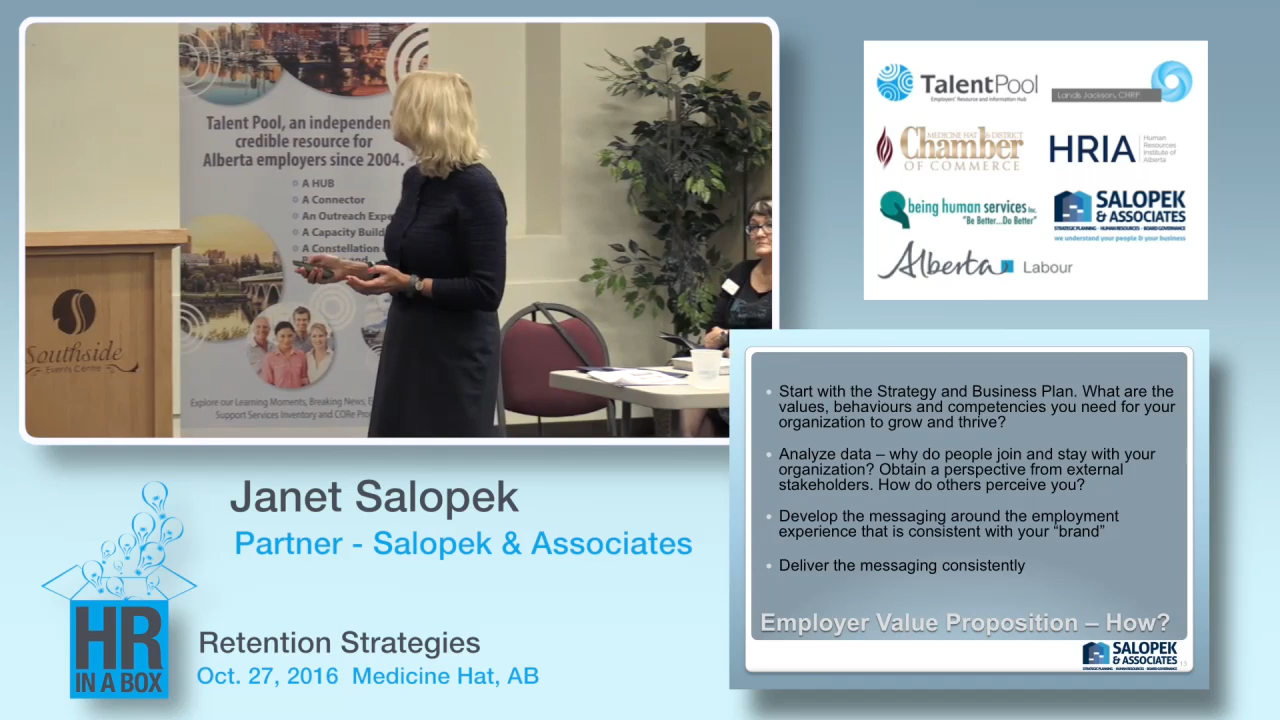 Talent Pool, an independen
credible resource for
Alberta employers since 2004.
A HUB
A Connector
An Outreach Expe
A Capacity Build
A Constellation
Explore our Learning Moments, Breaking News, E
Support Services Inventory and CORe Pro
Southside
Events Centre
TalentPool
Employers' Resource and Information Hub
Landis Jackson, CHRP
MEDICINE HAT & DISTRICT
Chamber
OF COMMERCE
HRIA
Human
Resources
Institute of
Alberta
being human services Inc.
"Be Better...Do Better"
SALOPEK
& ASSOCIATES
STRATEGIC PLANNING - HUMAN RESOURCES - BOARD GOVERNANCE
we understand your people & your business
Alberta Labour
• Start with the Strategy and Business Plan. What are the
values, behaviours and competencies you need for your
organization to grow and thrive?
• Analyze data – why do people join and stay with your
organization? Obtain a perspective from external
stakeholders. How do others perceive you?
• Develop the messaging around the employment
experience that is consistent with your “brand”
• Deliver the messaging consistently
Employer Value Proposition – How?
SALOPEK
& ASSOCIATES
STRATEGIC PLANNING - HUMAN RESOURCES - BOARD GOVERNANCE
13
Janet Salopek
Partner - Salopek & Associates
HR
IN A BOX
Retention Strategies
Oct. 27, 2016 Medicine Hat, AB